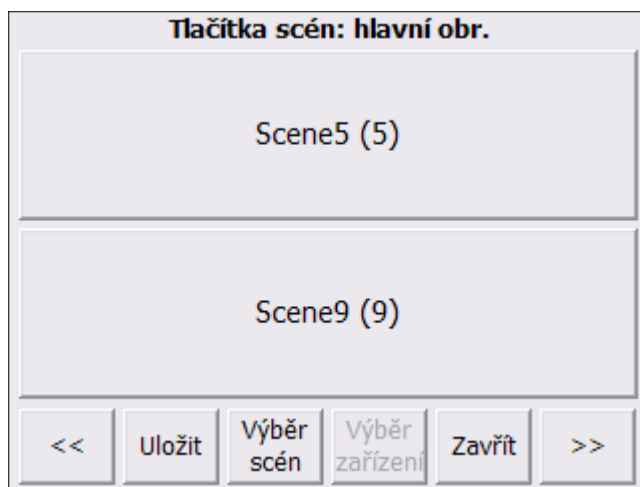 Tlačítka scén: hlavní obr.
Scene5 (5)
Scene9 (9)
<<
Uložit
Výběr
scén
Výběr
zařízení
Zavřít
>>